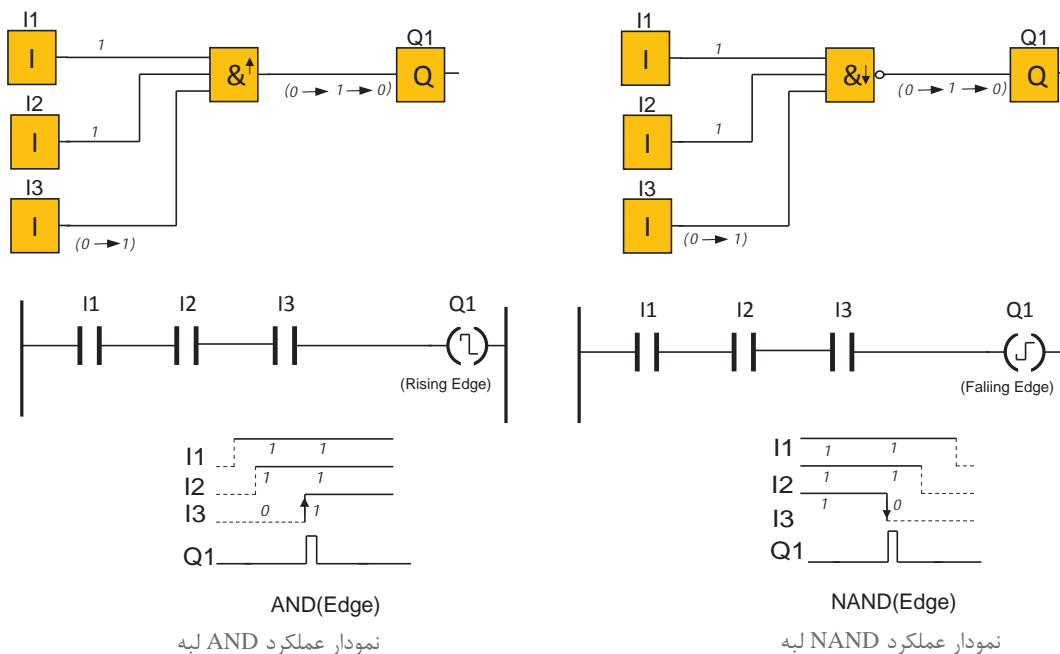 I1
I
1
I2
I
1
I3
I
(0 → 1)
&
(0 → 1 → 0)
Q1
Q
I1
I
1
I2
I
1
I3
I
(0 → 1)
&
(0 → 1 → 0)
Q1
Q
I1 I2 I3 Q1
(Rising Edge)
I1 I2 I3 Q1
(Faliing Edge)
I1 1 1
I2 1 1
I3 0 1
Q1
AND(Edge)
نمودار عملکرد AND لبه
I1 1 1
I2 1 1
I3 1 0
Q1
NAND(Edge)
نمودار عملکرد NAND لبه